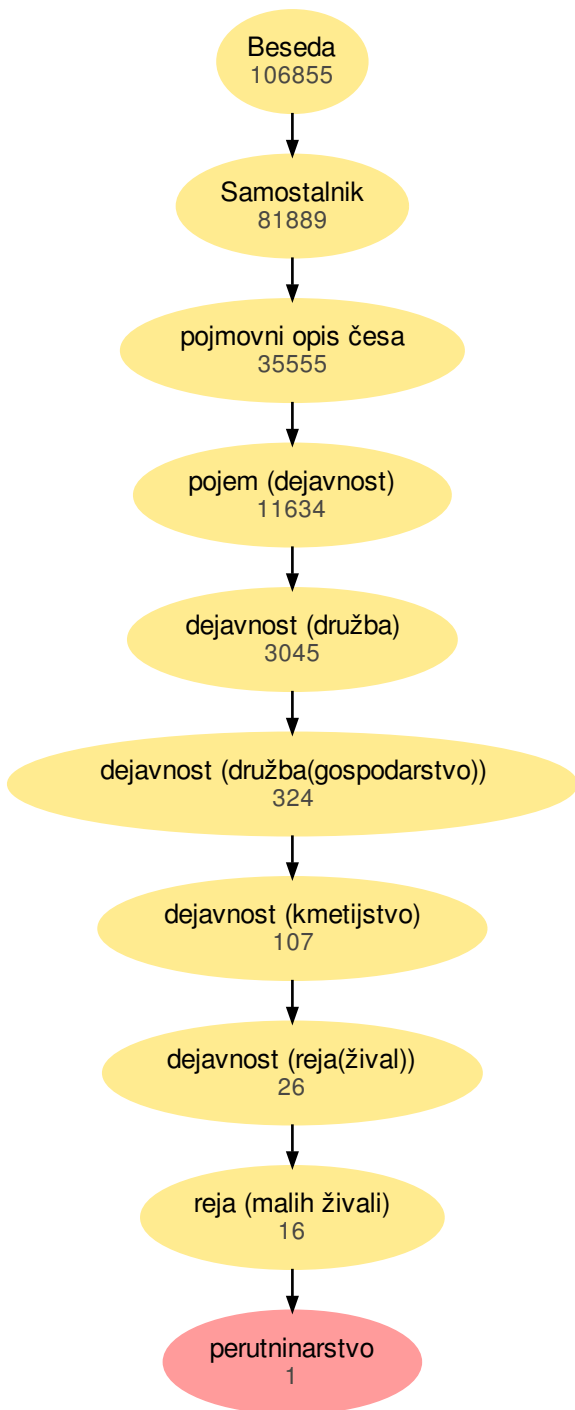 Beseda
106855
Samostalnik
81889
pojmovni opis česa
35555
pojem (dejavnost)
11634
dejavnost (družba)
3045
dejavnost (družba(gospodarstvo))
324
dejavnost (kmetijstvo)
107
dejavnost (reja(žival))
26
reja (malih živali)
16
perutninarstvo
1